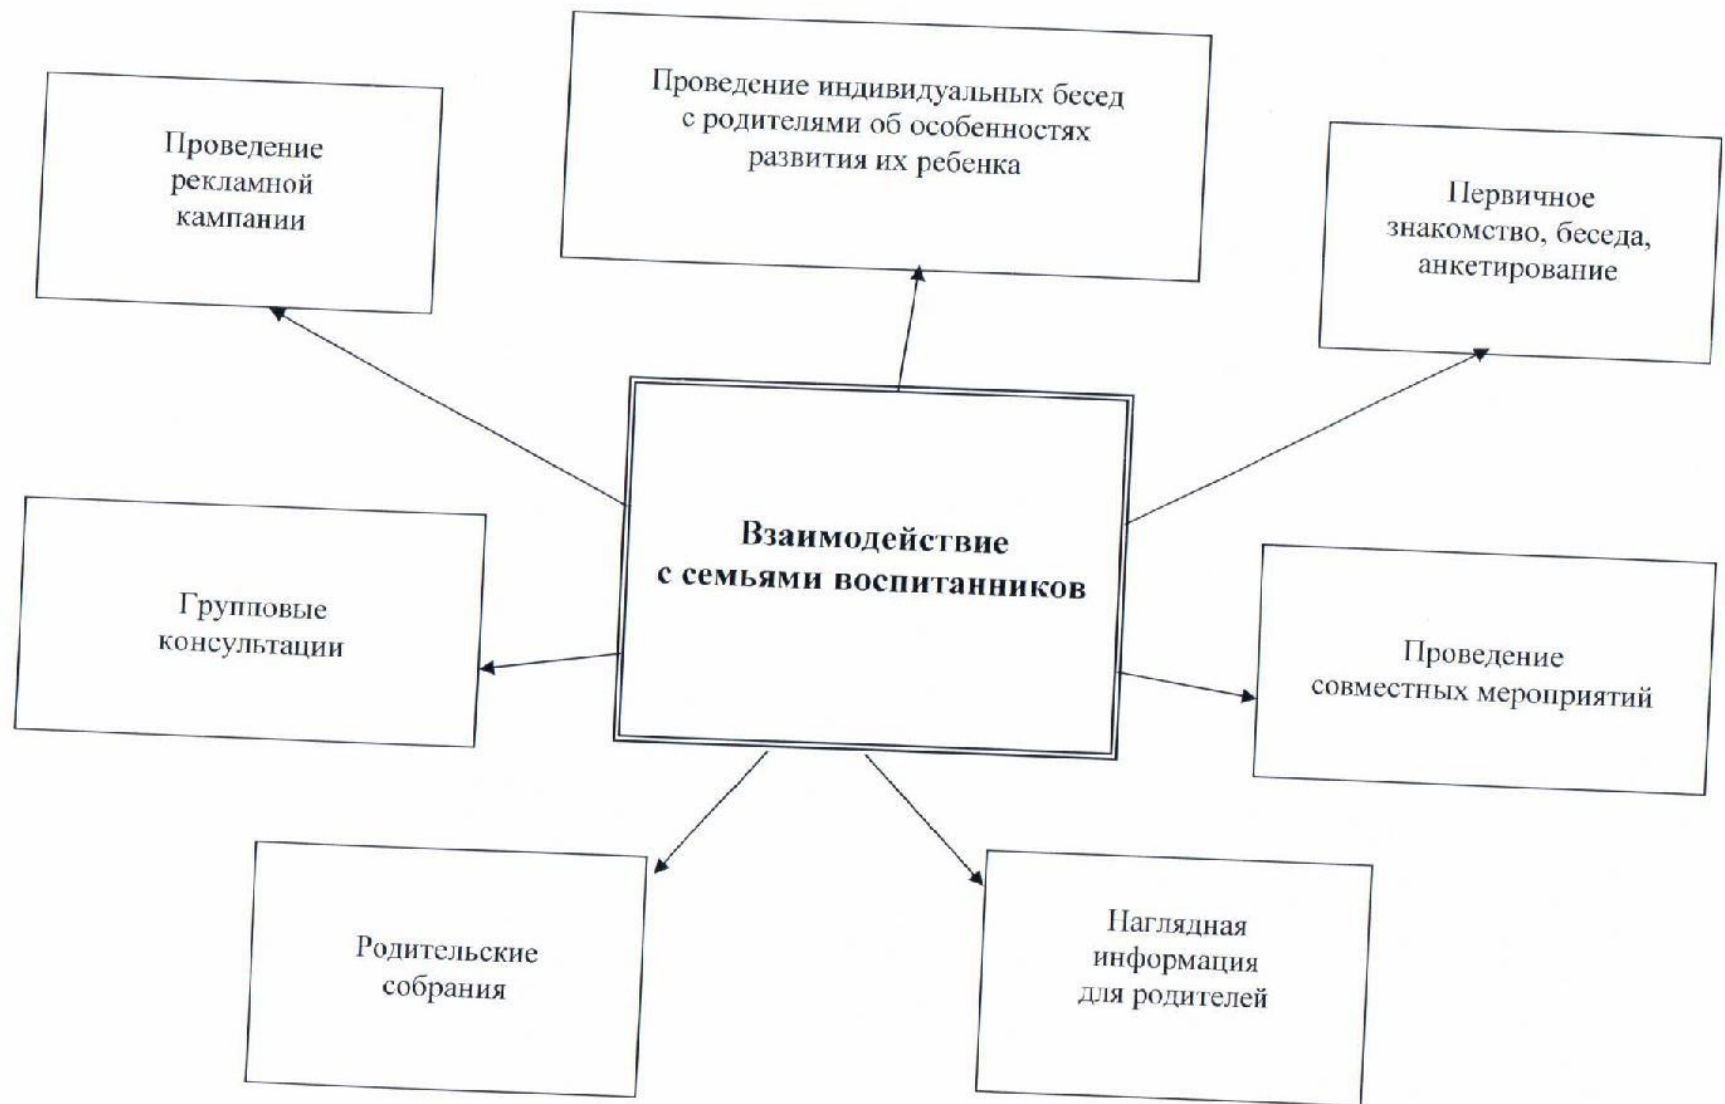 Проведение индивидуальных бесед
с родителями об особенностях
развития их ребенка
Проведение
рекламной
кампании
Первичное
знакомство, беседа,
анкетирование
Взаимодействие
с семьями воспитанников
Групповые
консультации
Проведение
совместных мероприятий
Родительские
собрания
Наглядная
информация
для родителей